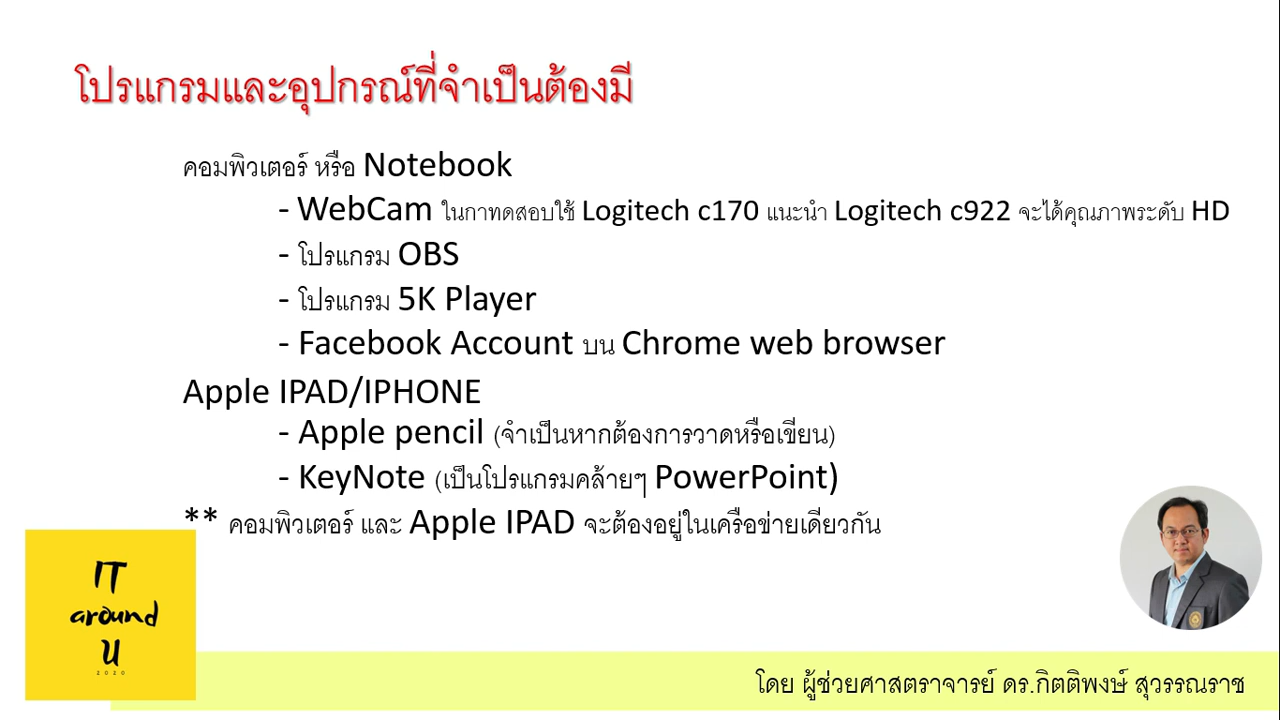 โปรแกรมและอุปกรณ์ที่จำเป็นต้องมี
คอมพิวเตอร์ หรือ Notebook
- WebCam ในกาทดสอบใช้ Logitech c170 แนะนำ Logitech c922 จะได้คุณภาพระดับ HD
- โปรแกรม OBS
- โปรแกรม 5K Player
- Facebook Account บน Chrome web browser
Apple IPAD/IPHONE
- Apple pencil (จำเป็นหากต้องการวาดหรือเขียน)
- KeyNote (เป็นโปรแกรมคล้ายๆ PowerPoint)
** คอมพิวเตอร์ และ Apple IPAD จะต้องอยู่ในเครือข่ายเดียวกัน
IT
around
u
2020
โดย ผู้ช่วยศาสตราจารย์ ดร.กิตติพงษ์ สุวรรณราช